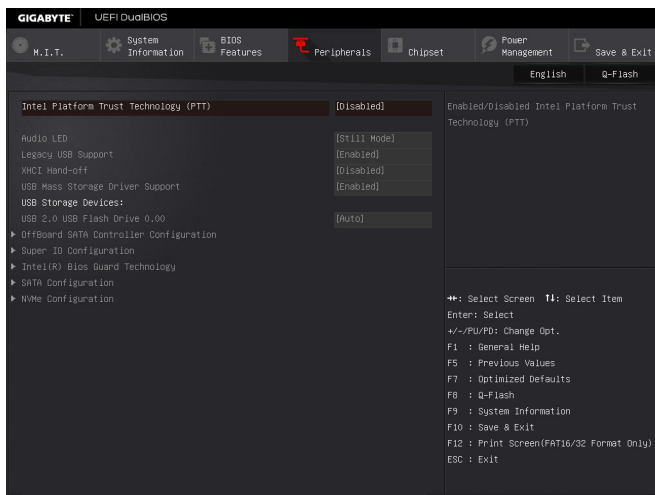 GIGABYTE™ UEFI DualBIOS
M.I.T. System Information BIOS Features Peripherals Chipset Power Management Save & Exit
English Q-Flash
Intel Platform Trust Technology (PTT) [Disabled]
Audio LED [Still Mode]
Legacy USB Support [Enabled]
XHCI Hand-off [Disabled]
USB Mass Storage Driver Support [Enabled]
USB Storage Devices:
USB 2.0 USB Flash Drive 0.00 [Auto]
OffBoard SATA Controller Configuration
Super IO Configuration
Intel(R) Bios Guard Technology
SATA Configuration
NVMe Configuration
Enabled/Disabled Intel Platform Trust
Technology (PTT)
→←: Select Screen ↑↓: Select Item
Enter: Select
+/-/PU/PD: Change Opt.
F1 : General Help
F5 : Previous Values
F7 : Optimized Defaults
F8 : Q-Flash
F9 : System Information
F10 : Save & Exit
F12 : Print Screen(FAT16/32 Format Only)
ESC : Exit